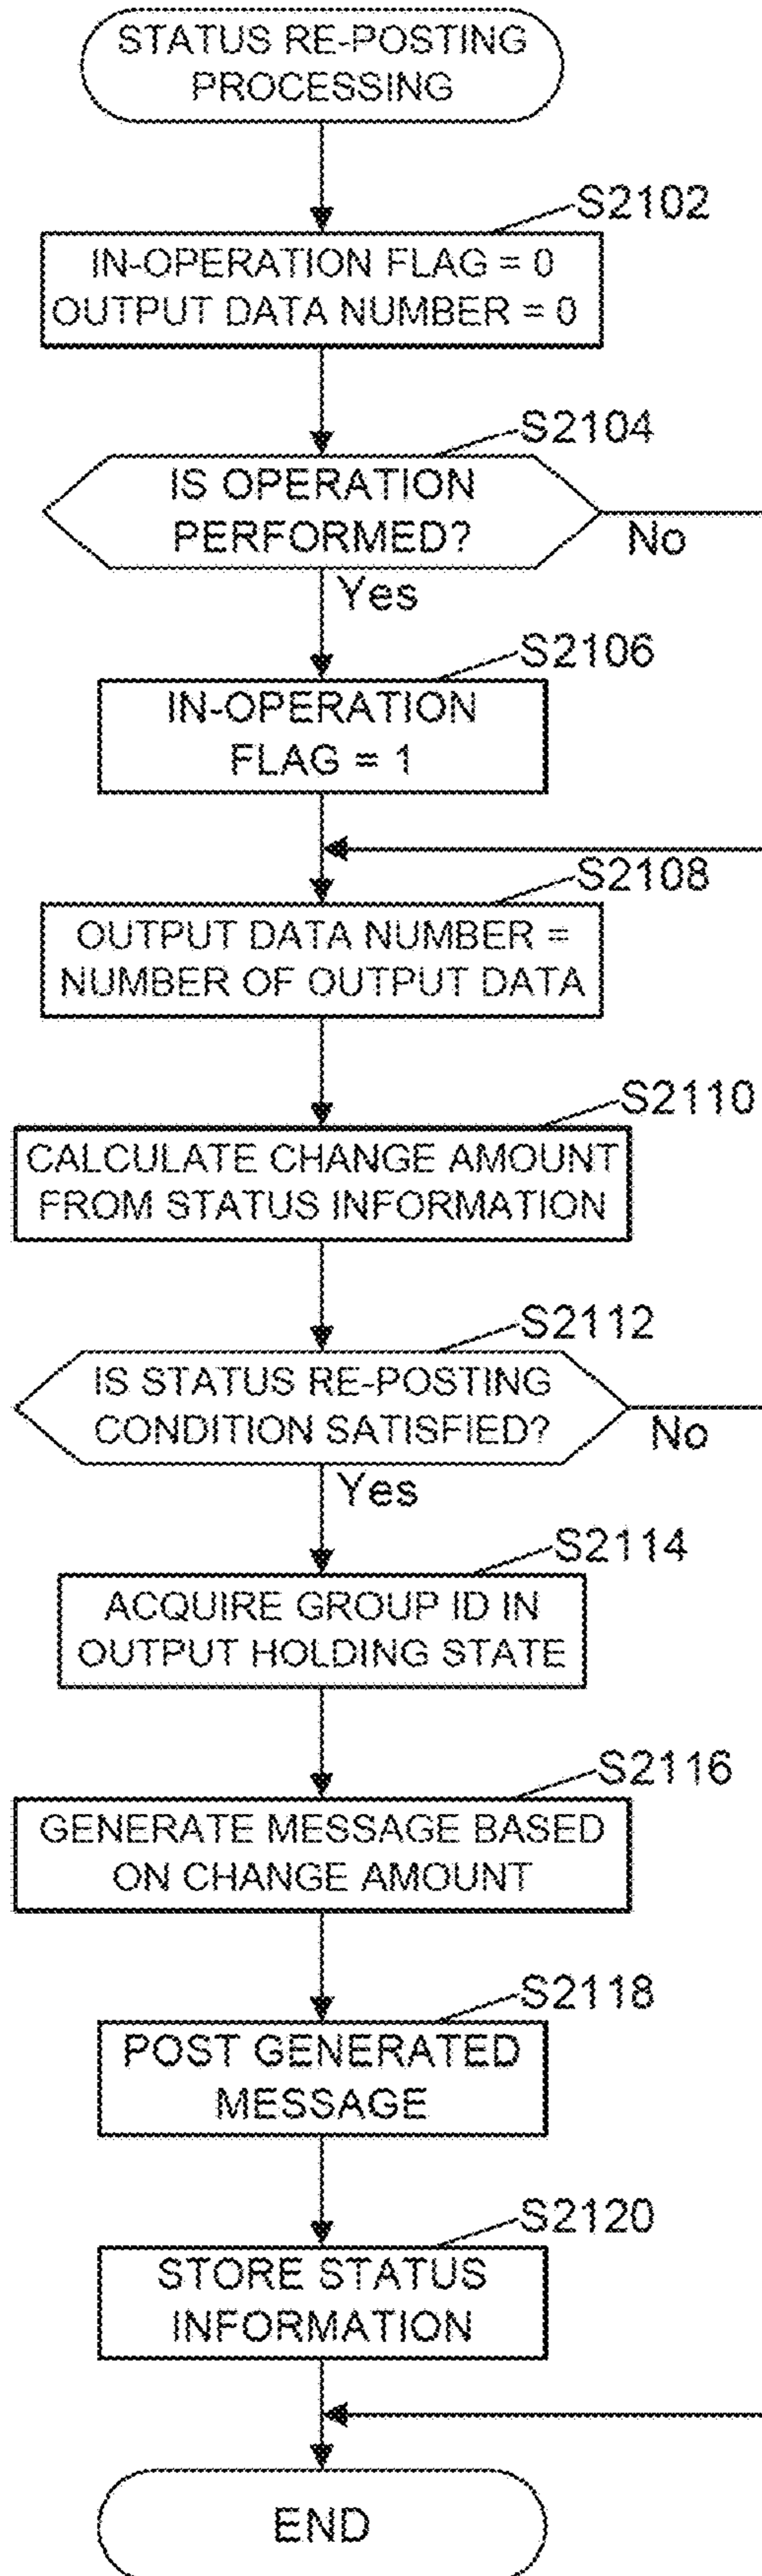 STATUS RE-POSTING
PROCESSING
S2102
IN-OPERATION FLAG = 0
OUTPUT DATA NUMBER = 0
S2104
IS OPERATION
PERFORMED?
No
Yes
S2106
IN-OPERATION
FLAG = 1
S2108
OUTPUT DATA NUMBER =
NUMBER OF OUTPUT DATA
S2110
CALCULATE CHANGE AMOUNT
FROM STATUS INFORMATION
S2112
IS STATUS RE-POSTING
CONDITION SATISFIED?
No
Yes
S2114
ACQUIRE GROUP ID IN
OUTPUT HOLDING STATE
S2116
GENERATE MESSAGE BASED
ON CHANGE AMOUNT
S2118
POST GENERATED
MESSAGE
S2120
STORE STATUS
INFORMATION
END